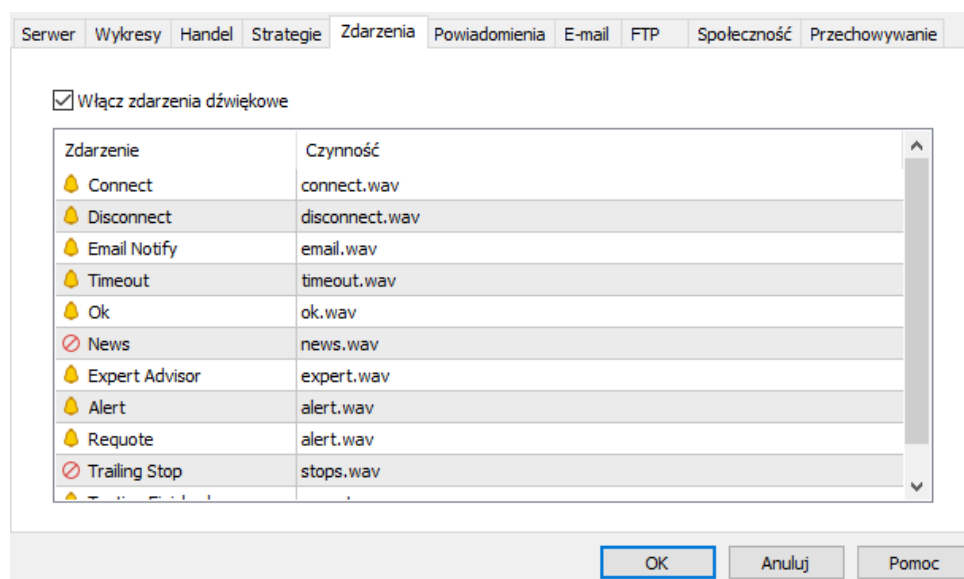 Serwer Wykresy Handel Strategie Zdarzenia Powiadomienia E-mail FTP Społeczność Przechowywanie
Włącz zdarzenia dźwiękowe
Zdarzenie Czynność
Connect connect.wav
Disconnect disconnect.wav
Email Notify email.wav
Timeout timeout.wav
Ok ok.wav
News news.wav
Expert Advisor expert.wav
Alert alert.wav
Requote alert.wav
Trailing Stop stops.wav
OK Anuluj Pomoc